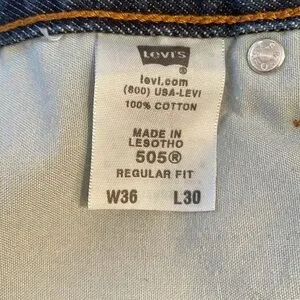 LEVI'S
®
levi.com
(800) USA-LEVI
100% COTTON
MADE IN
LESOTHO
505®
REGULAR FIT
W36 L30